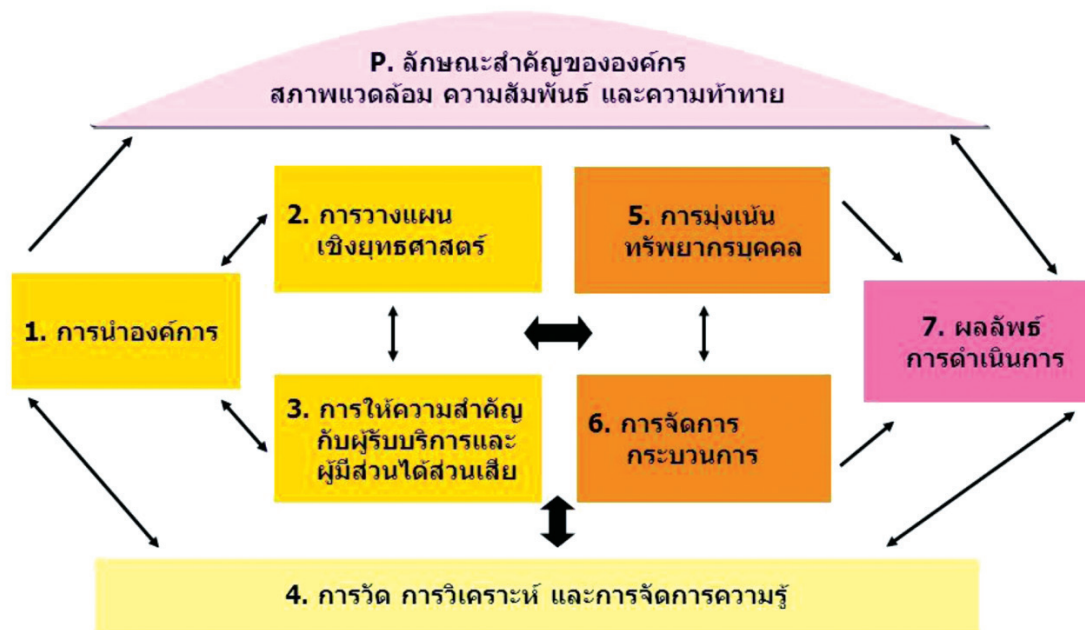 P. ลักษณะสำคัญขององค์กร
สภาพแวดล้อม ความสัมพันธ์ และความท้าทาย
2. การวางแผน
เชิงยุทธศาสตร์
5. การมุ่งเน้น
ทรัพยากรบุคคล
1. การนำองค์การ
7. ผลลัพธ์
การดำเนินการ
3. การให้ความสำคัญ
กับผู้รับบริการและ
ผู้มีส่วนได้ส่วนเสีย
6. การจัดการ
กระบวนการ
4. การวัด การวิเคราะห์ และการจัดการความรู้